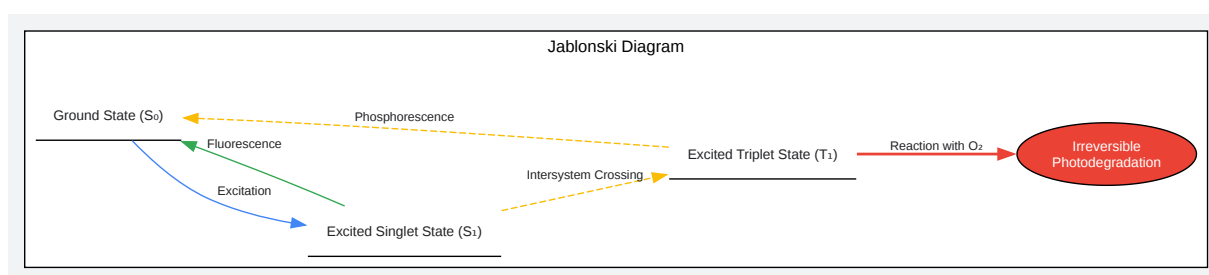 Jablonski Diagram
Ground State (S₀)
Phosphorescence
Fluorescence
Excitation
Excited Singlet State (S₁)
Intersystem Crossing
Excited Triplet State (T₁)
Reaction with O₂
Irreversible
Photodegradation